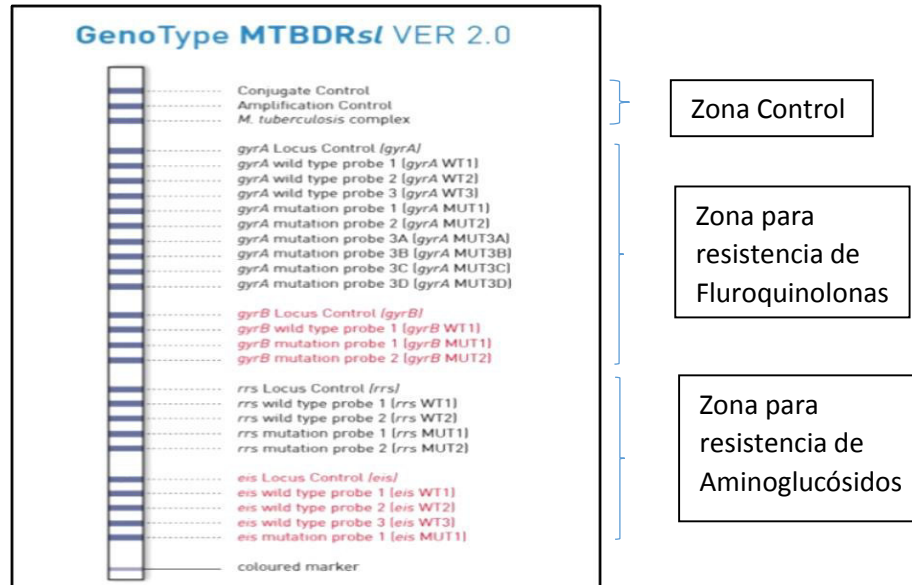 GenoType MTBDRsl VER 2.0
Conjugate Control
Amplification Control
M. tuberculosis complex
gyrA Locus Control (gyrA)
gyrA wild type probe 1 (gyrA WT1)
gyrA wild type probe 2 (gyrA WT2)
gyrA wild type probe 3 (gyrA WT3)
gyrA mutation probe 1 (gyrA MUT1)
gyrA mutation probe 2 (gyrA MUT2)
gyrA mutation probe 3A (gyrA MUT3A)
gyrA mutation probe 3B (gyrA MUT3B)
gyrA mutation probe 3C (gyrA MUT3C)
gyrA mutation probe 3D (gyrA MUT3D)
gyrB Locus Control (gyrB)
gyrB wild type probe 1 (gyrB WT1)
gyrB mutation probe 1 (gyrB MUT1)
gyrB mutation probe 2 (gyrB MUT2)
rrs Locus Control (rrs)
rrs wild type probe 1 (rrs WT1)
rrs wild type probe 2 (rrs WT2)
rrs mutation probe 1 (rrs MUT1)
rrs mutation probe 2 (rrs MUT2)
eis Locus Control (eis)
eis wild type probe 1 (eis WT1)
eis wild type probe 2 (eis WT2)
eis wild type probe 3 (eis WT3)
eis mutation probe 1 (eis MUT1)
coloured marker
Zona Control
Zona para
resistencia de
Fluroquinolonas
Zona para
resistencia de
Aminoglucósidos